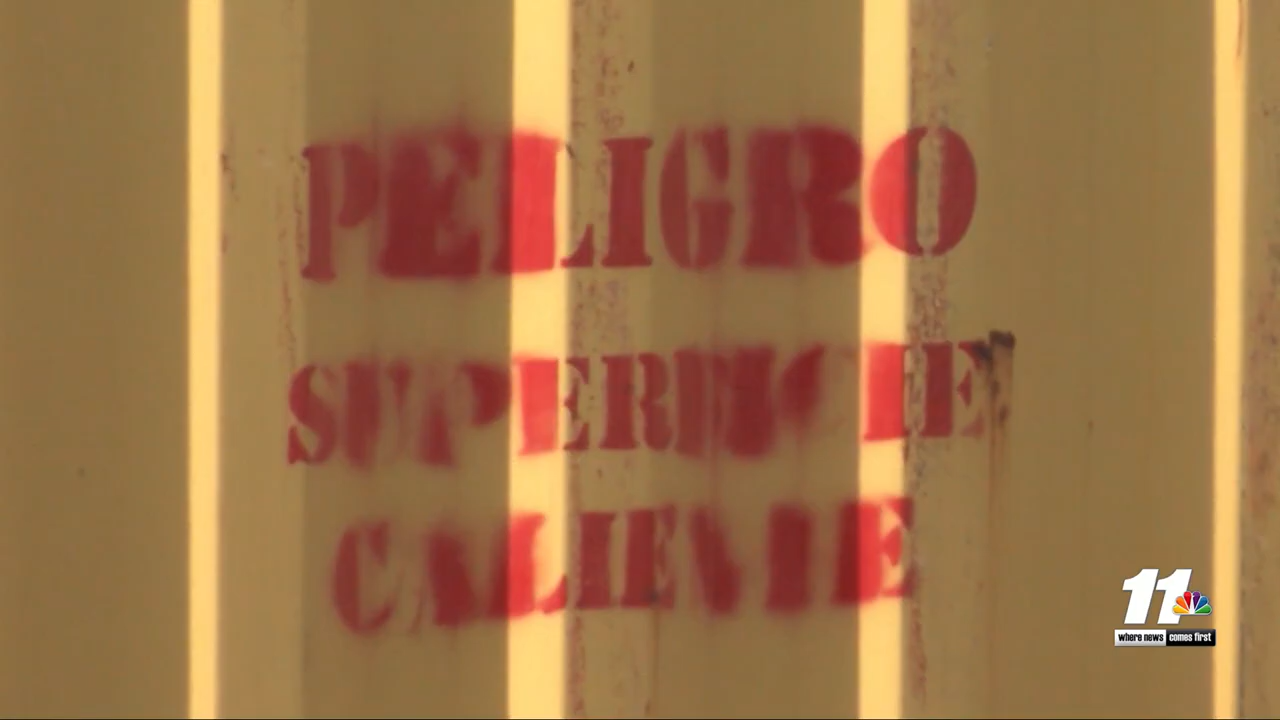 PELIGRO
SUPERFICIE
CALIENTE
11
where news comes first